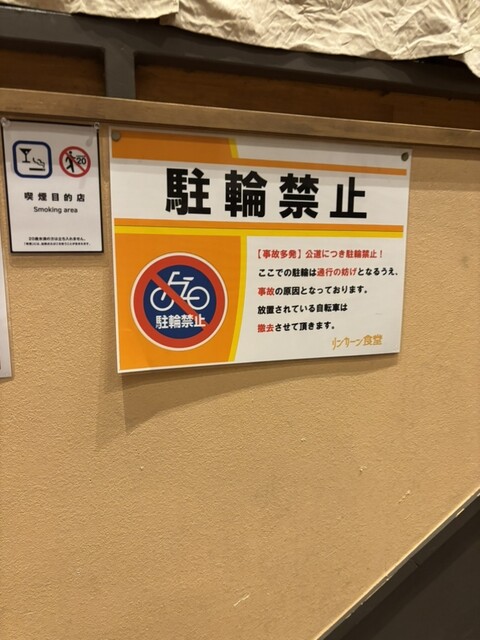 20
喫煙目的店
Smoking area
駐輪禁止
【事故多発】公道につき駐輪禁止！
ここでの駐輪は通行の妨げとなるうえ、
事故の原因となっております。
放置されている自転車は
撤去させて頂きます。
駐輪禁止
リンカーン食堂